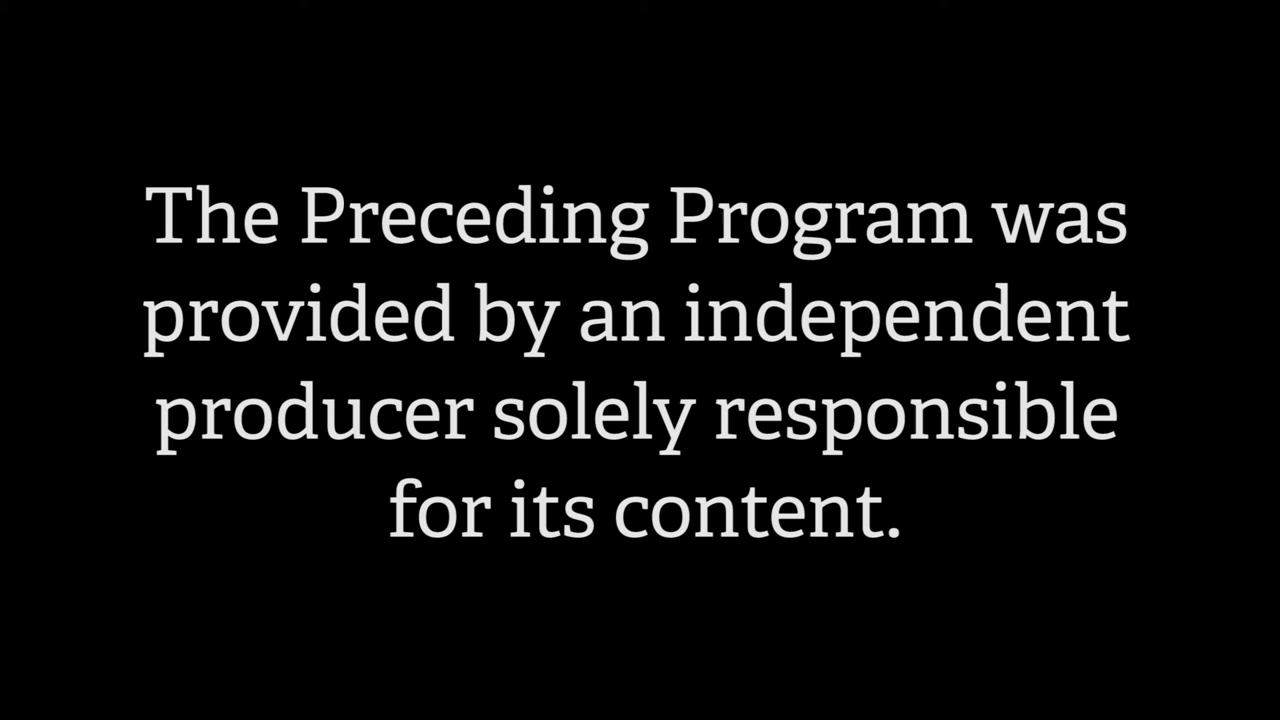 The Preceding Program was
provided by an independent
producer solely responsible
for its content.